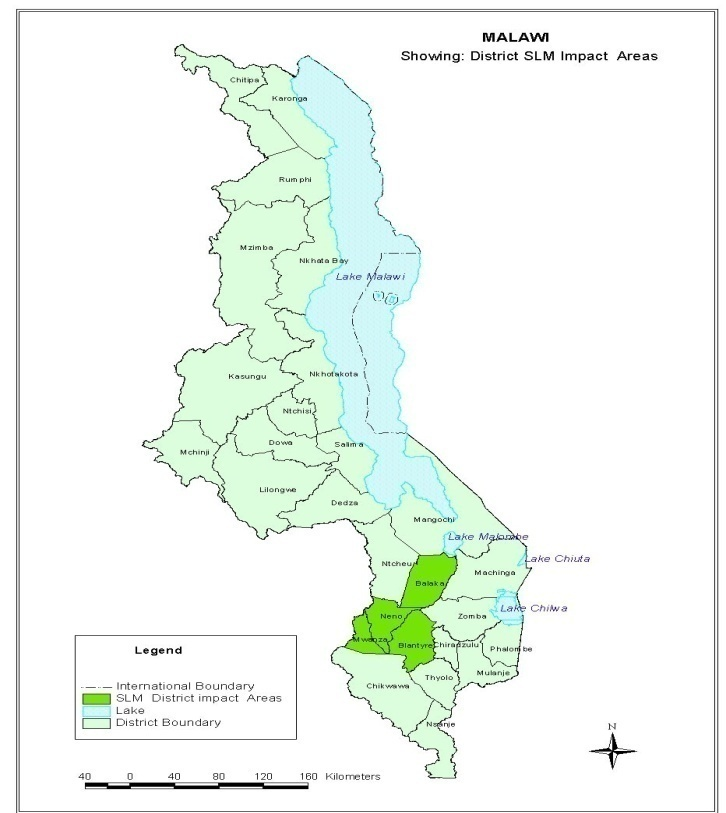 MALAWI
Showing: District SLM Impact Areas
Chitipa
Karonga
Rumphi
Mzimba
Nkhata Bay
Lake Malawi
Kasungu
Nkhotakota
Ntchisi
Dowa
Salima
Mchinji
Lilongwe
Dedza
Mangochi
Lake Malombe
Lake Chiuta
Ntcheu
Machinga
Balaka
Lake Chilwa
Neno
Zomba
Mwanza
Blantyre
Chiradzulu
Phalombe
Thyolo
Mulanje
Chikwawa
Nsanje
Legend
International Boundary
SLM District impact Areas
Lake
District Boundary
N
40 0 40 80 120 160 Kilometers